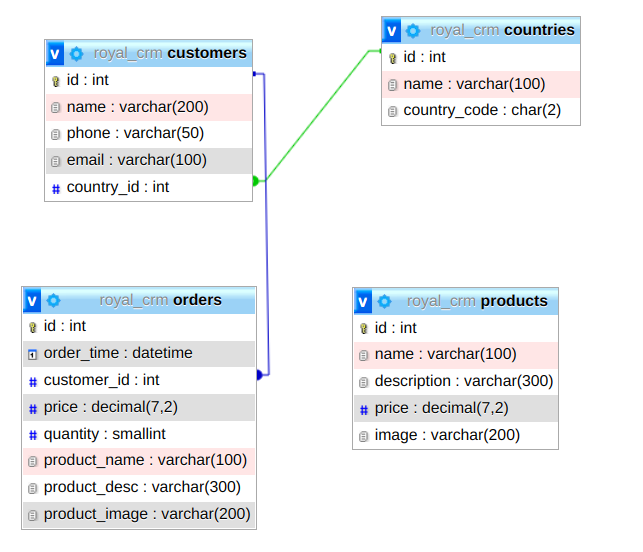 v royal_crm customers
id : int
name : varchar(200)
phone : varchar(50)
email : varchar(100)
# country_id : int
v royal_crm countries
id : int
name : varchar(100)
country_code : char(2)
v royal_crm orders
id : int
order_time : datetime
# customer_id : int
# price : decimal(7,2)
# quantity : smallint
product_name : varchar(100)
product_desc : varchar(300)
product_image : varchar(200)
v royal_crm products
id : int
name : varchar(100)
description : varchar(300)
# price : decimal(7,2)
image : varchar(200)